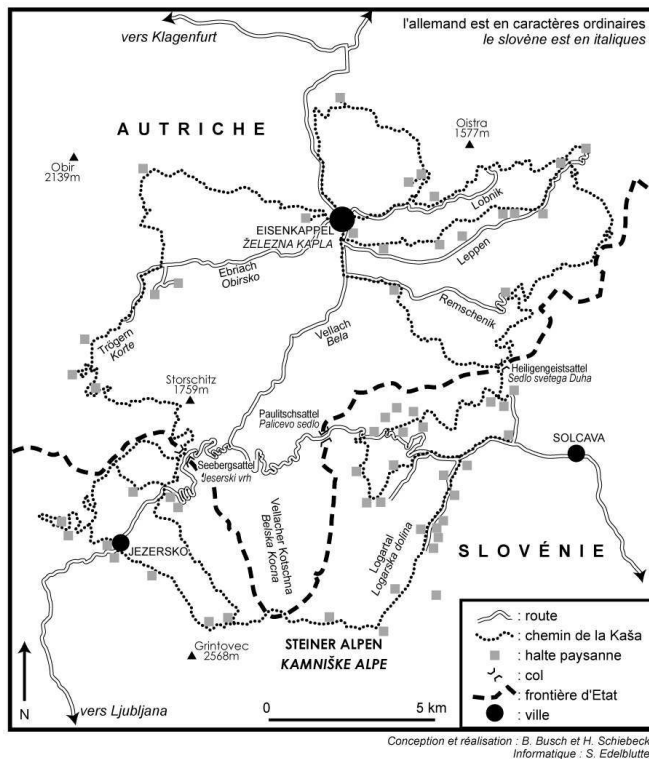 l'allemand est en caractères ordinaires
le slovène est en italiques
vers Klagenfurt
AUTRICHE
Oistra
1577m
Obir
2139m
Lobnik
EISENKAPPEL
ŽELEZNA KAPLA
Leppen
Ebriach
Obirsko
Remschenik
Trögern
Korte
Vellach
Bela
Heiligengeistsattel
Sedlo svetega Duha
Storschitz
1759m
Paulitschsattel
Palicevo sedlo
SOLCAVA
Seebergsattel
Jeserski vrh
Vellacher Kotschna
Belska Kocna
Logartal
Logarska dolina
JEZERSKO
SLOVÉNIE
STEINER ALPEN
KAMNIŠKE ALPE
Grintovec
2568m
N
vers Ljubljana
0 5 km
: route
: chemin de la Kaša
: halte paysanne
: col
: frontière d'Etat
: ville
Conception et réalisation : B. Busch et H. Schiebeck
Informatique : S. Edelblutte